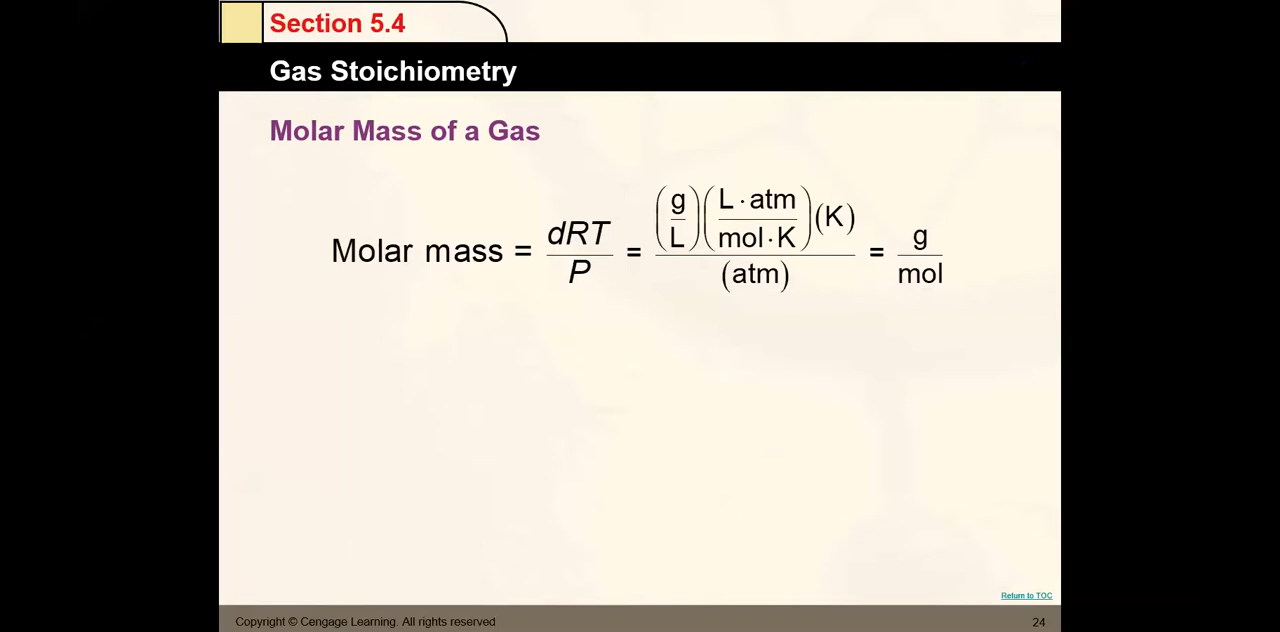 Section 5.4
Gas Stoichiometry
Molar Mass of a Gas
Molar mass = dRT/P = (g/L)(L·atm/mol·K)(K)/(atm) = g/mol
Return to TOC
Copyright © Cengage Learning. All rights reserved 24